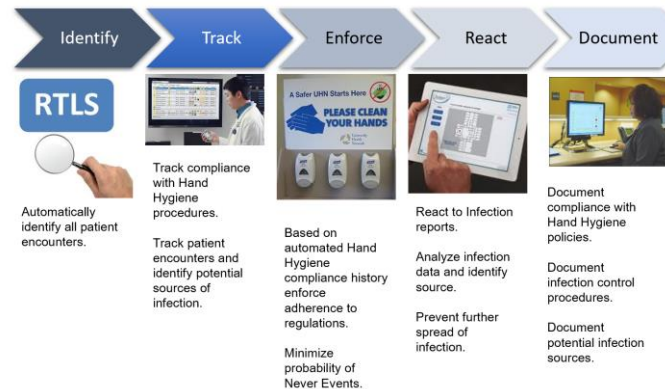 Identify
Track
Enforce
React
Document
RTLS
Automatically
identify all patient
encounters.
Track compliance
with Hand
Hygiene
procedures.
Track patient
encounters and
identify potential
sources of
infection.
A Safer UHN Starts Here
PLEASE CLEAN
YOUR HANDS
Based on
automated Hand
Hygiene
compliance history
enforce
adherence to
regulations.
Minimize
probability of
Never Events.
React to Infection
reports.
Analyze infection
data and identify
source.
Prevent further
spread of
infection.
Document
compliance with
Hand Hygiene
policies.
Document
infection control
procedures.
Document
potential infection
sources.